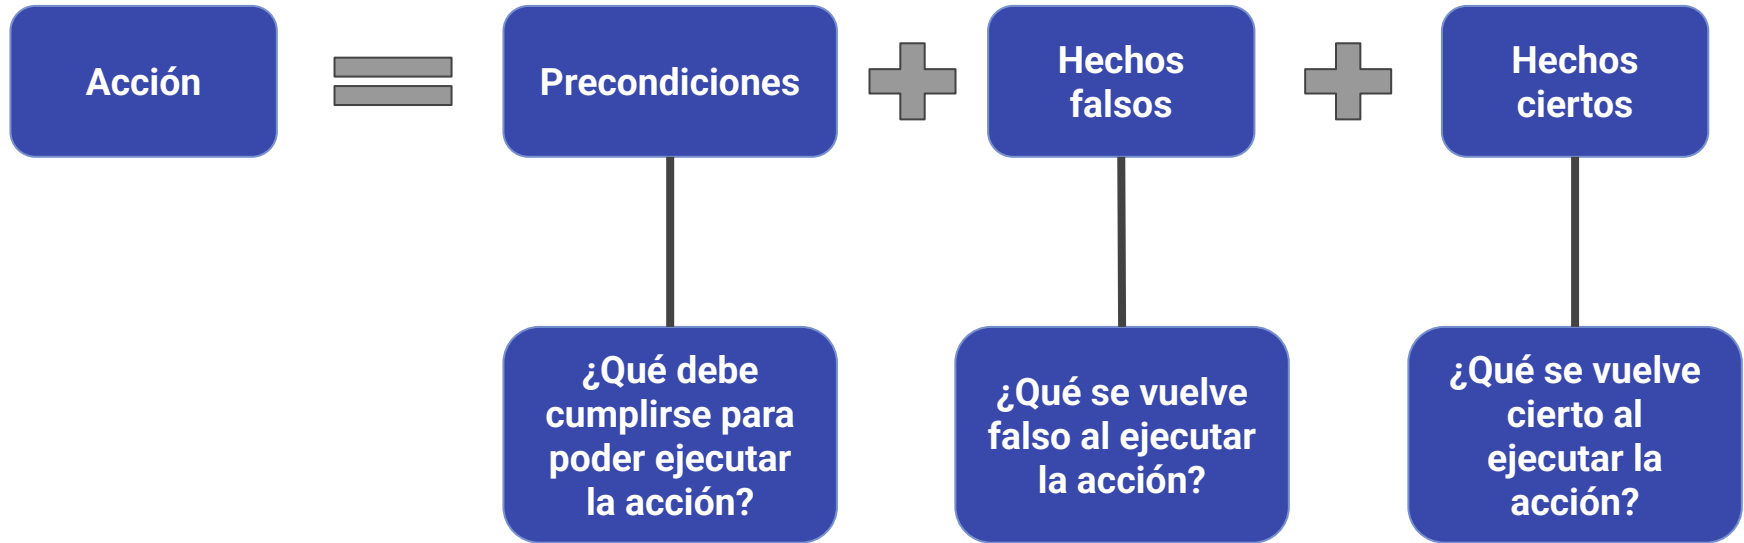 Acción
Precondiciones
Hechos
falsos
Hechos
ciertos
¿Qué debe
cumplirse para
poder ejecutar
la acción?
¿Qué se vuelve
falso al ejecutar
la acción?
¿Qué se vuelve
cierto al
ejecutar la
acción?